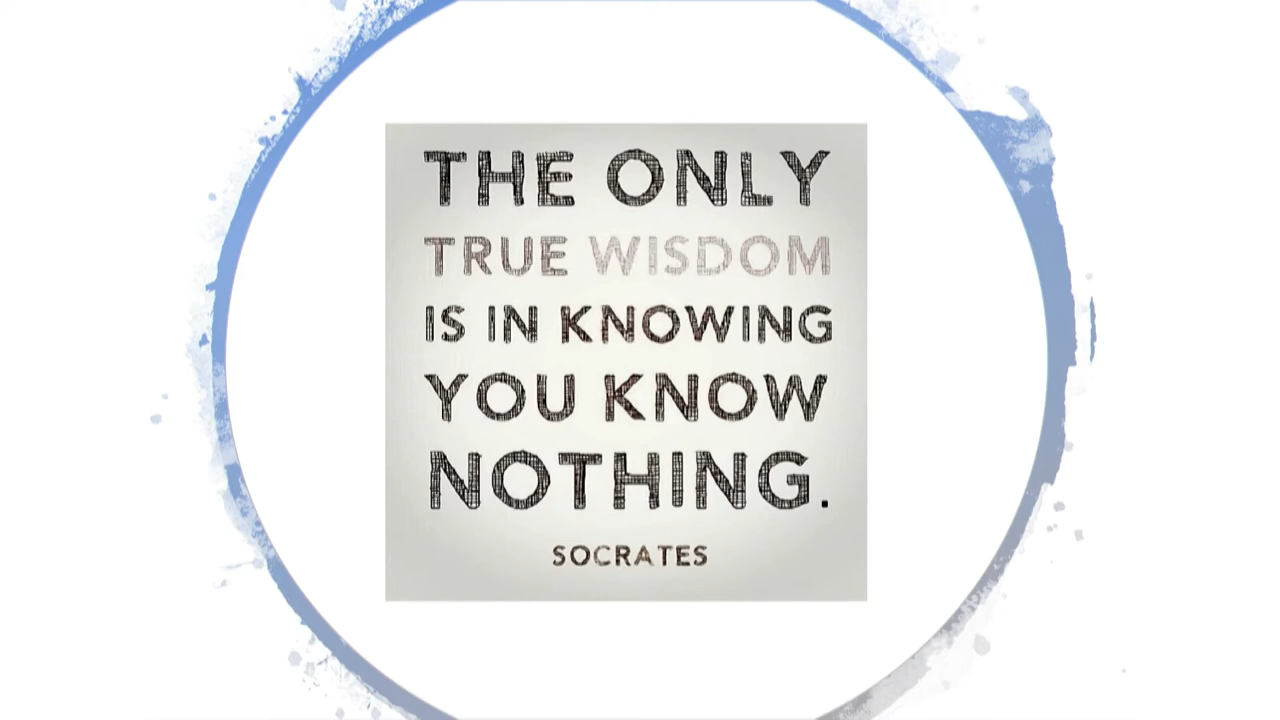 THE ONLY
TRUE WISDOM
IS IN KNOWING
YOU KNOW
NOTHING.
SOCRATES